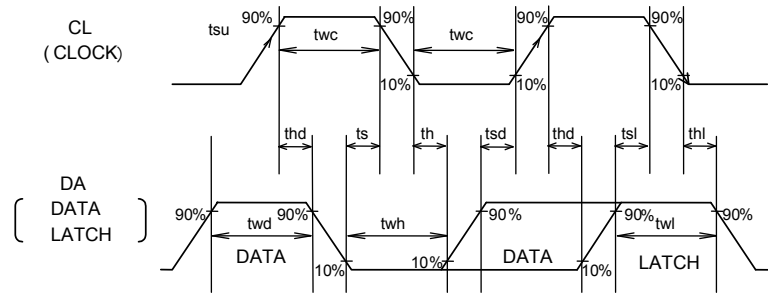 CL
(CLOCK)
tsu
90%
twc
90%
twc
90%
90%
10%
10%
10%
thd
ts
th
tsd
thd
tsl
thl
DA
DATA
LATCH
90%
twd
90%
twh
90%
90%
twl
90%
10%
10%
10%
DATA
DATA
LATCH